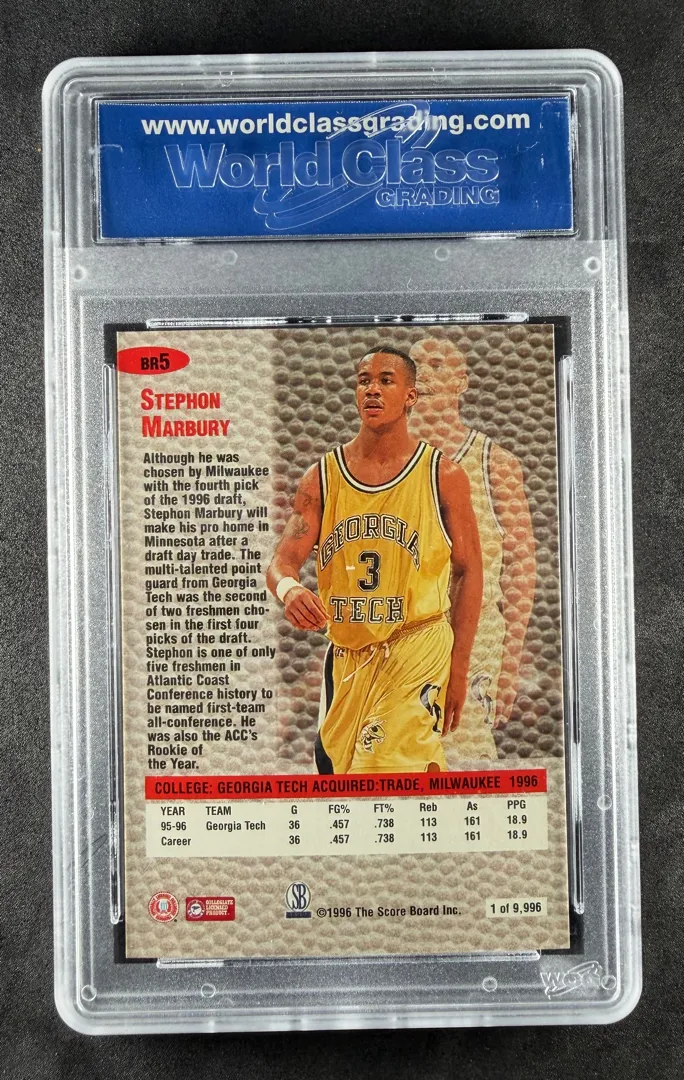 www.worldclassgrading.com
World Class
GRADING
BR5
STEPHON
MARBURY
Although he was
chosen by Milwaukee
with the fourth pick
of the 1996 draft,
Stephon Marbury will
make his pro home in
Minnesota after a
draft day trade. The
multi-talented point
guard from Georgia
Tech was the second
of two freshmen cho-
sen in the first four
picks of the draft.
Stephon is one of only
five freshmen in
Atlantic Coast
Conference history to
be named first-team
all-conference. He
was also the ACC's
Rookie of
the Year.
GEORGIA
3
TECH
COLLEGE: GEORGIA TECH ACQUIRED:TRADE, MILWAUKEE 1996
YEAR TEAM G FG% FT% Reb As PPG
95-96 Georgia Tech 36 .457 .738 113 161 18.9
Career 36 .457 .738 113 161 18.9
COLLEGIATE
LICENSED
PRODUCT
SB
©1996 The Score Board Inc.
1 of 9,996
WCG